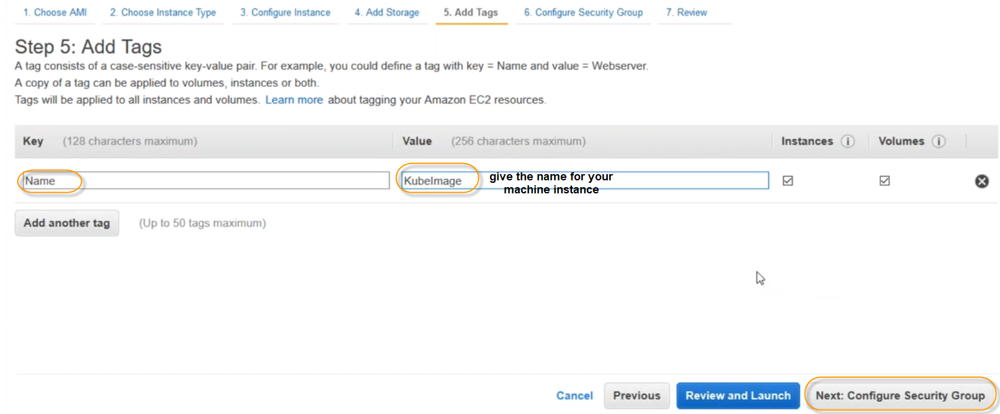 1. Choose AMI 2. Choose Instance Type 3. Configure Instance 4. Add Storage 5. Add Tags 6. Configure Security Group 7. Review
Step 5: Add Tags
A tag consists of a case-sensitive key-value pair. For example, you could define a tag with key = Name and value = Webserver.
A copy of a tag can be applied to volumes, instances or both.
Tags will be applied to all instances and volumes. Learn more about tagging your Amazon EC2 resources.
Key (128 characters maximum) Value (256 characters maximum) Instances Volumes
Name KubeImage give the name for your
machine instance
Add another tag (Up to 50 tags maximum)
Cancel Previous Review and Launch Next: Configure Security Group